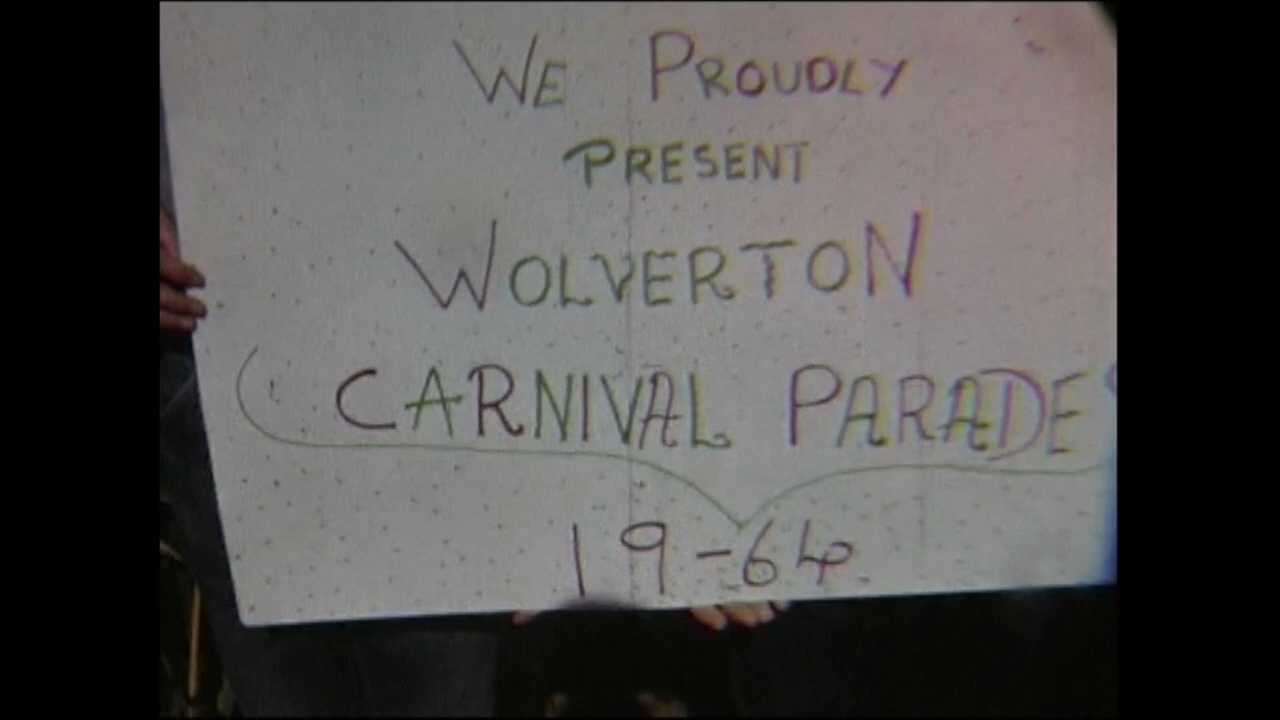 WE PROUDLY
PRESENT
WOLVERTON
CARNIVAL PARADE
19-64